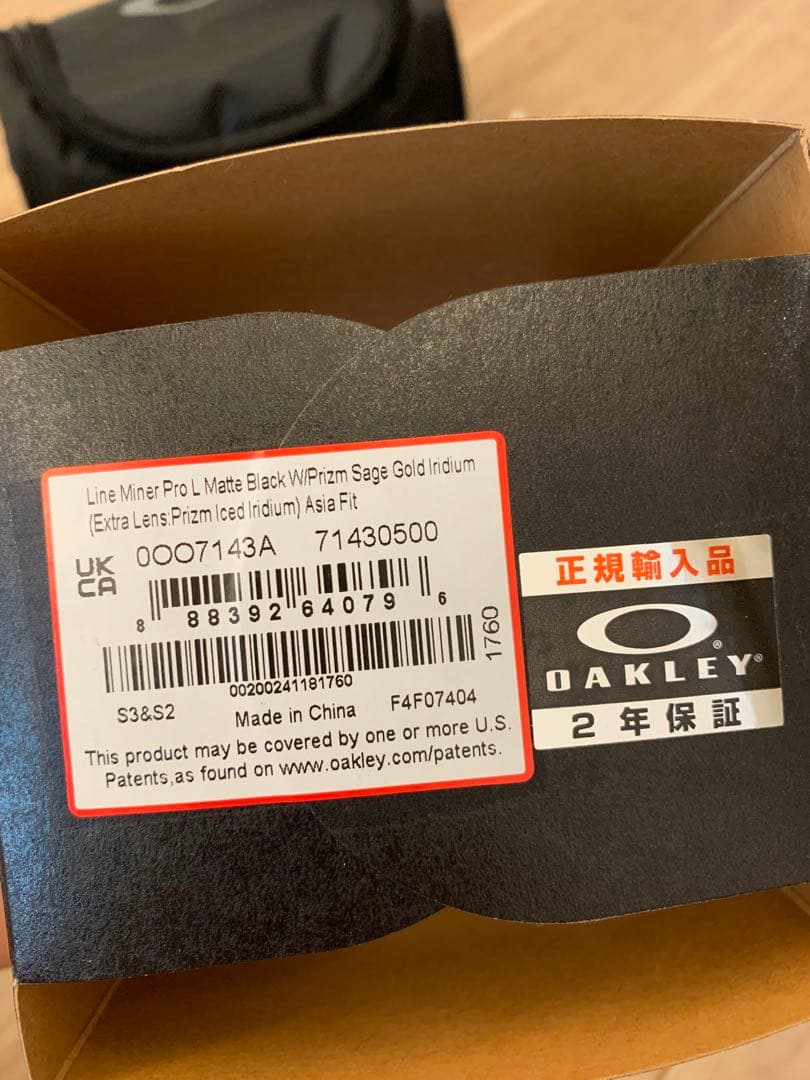 Line Miner Pro L Matte Black W/Prizm Sage Gold Iridium
(Extra Lens:Prizm Iced Iridium) Asia Fit
UK
CA
0OO7143A 71430500
8 88392 64079 6
1760
00200241181760
S3&S2 Made in China F4F07404
This product may be covered by one or more U.S.
Patents,as found on www.oakley.com/patents.
正規輸入品
OAKLEY®
2年保証